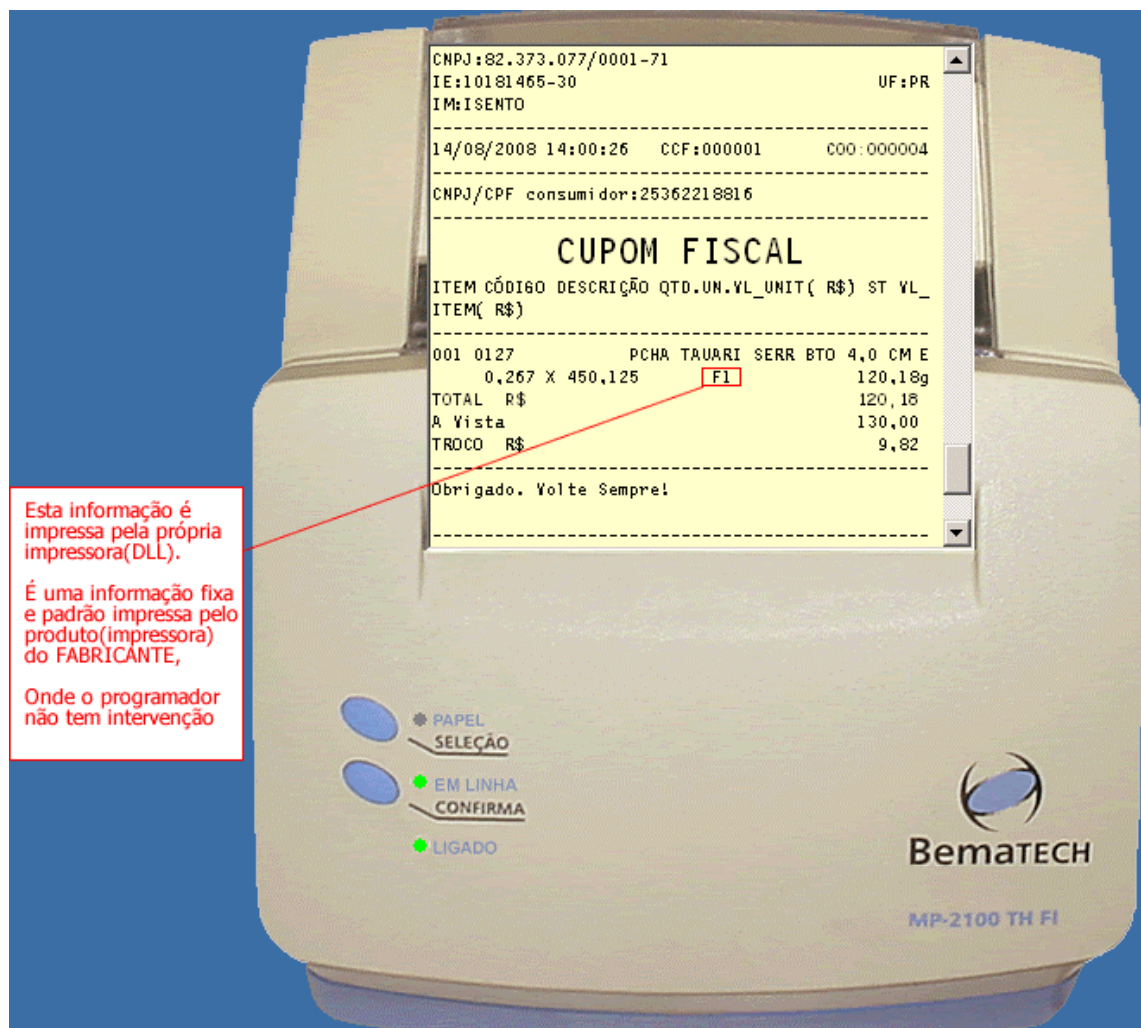 CNPJ:82.373.077/0001-71
IE:10181465-30 UF:PR
IM:ISENTO
------------------------------------------------
14/08/2008 14:00:26 CCF:000001 COO:000004
------------------------------------------------
CNPJ/CPF consumidor:25362218816
------------------------------------------------
CUPOM FISCAL
ITEM CÓDIGO DESCRIÇÃO QTD.UN.VL_UNIT( R$) ST VL_
ITEM( R$)
------------------------------------------------
001 0127 PCHA TAUARI SERR BTO 4,0 CM E
0,267 X 450,125 F1 120,18g
TOTAL R$ 120,18
A Vista 130,00
TROCO R$ 9,82
------------------------------------------------
Obrigado. Volte Sempre!
------------------------------------------------
Esta informação é
impressa pela própria
impressora(DLL).
É uma informação fixa
e padrão impressa pelo
produto(impressora)
do FABRICANTE,
Onde o programador
não tem intervenção
PAPEL
SELEÇÃO
EM LINHA
CONFIRMA
LIGADO
BemaTECH
MP-2100 TH FI